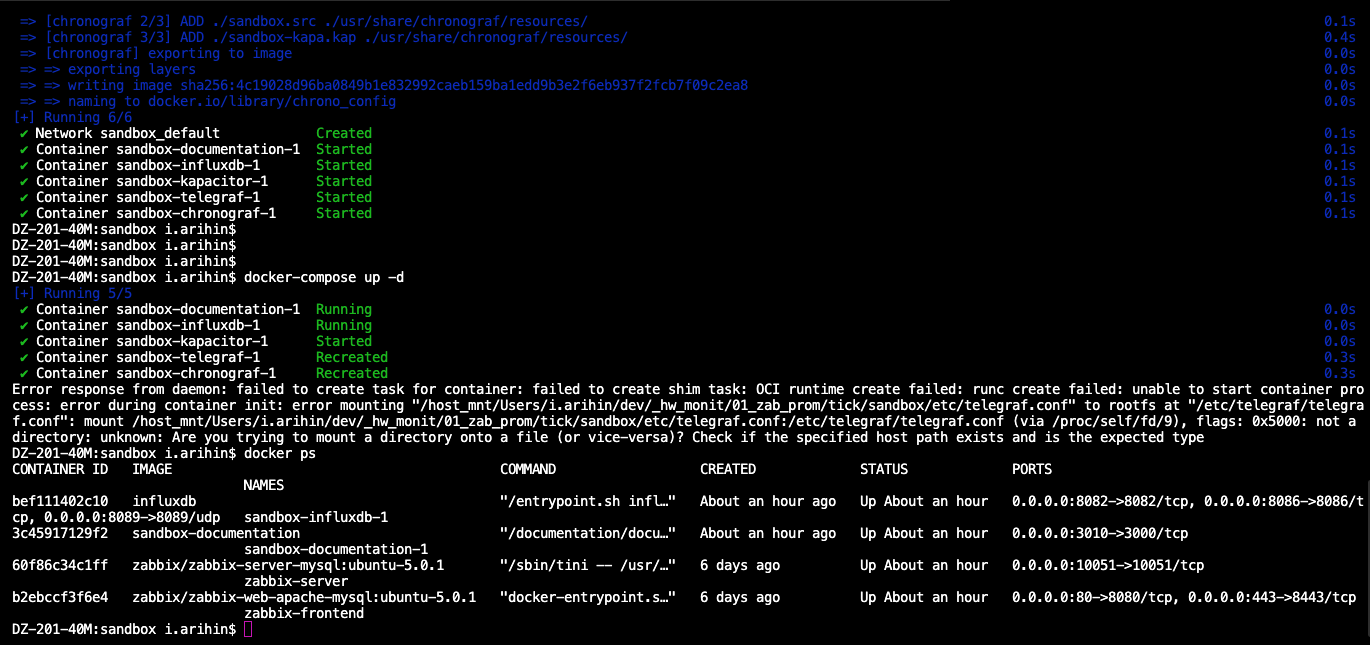 => [chronograf 2/3] ADD ./sandbox.src ./usr/share/chronograf/resources/ 0.1s
=> [chronograf 3/3] ADD ./sandbox-kapa.kap ./usr/share/chronograf/resources/ 0.4s
=> [chronograf] exporting to image 0.0s
=> => exporting layers 0.0s
=> => writing image sha256:4c19028d96ba0849b1e832992caeb159ba1edd9b3e2f6eb937f2fcb7f09c2ea8 0.0s
=> => naming to docker.io/library/chrono_config 0.0s
[+] Running 6/6
✔ Network sandbox_default Created 0.1s
✔ Container sandbox-documentation-1 Started 0.1s
✔ Container sandbox-influxdb-1 Started 0.1s
✔ Container sandbox-kapacitor-1 Started 0.1s
✔ Container sandbox-telegraf-1 Started 0.1s
✔ Container sandbox-chronograf-1 Started 0.1s
DZ-201-40M:sandbox i.arihin$
DZ-201-40M:sandbox i.arihin$
DZ-201-40M:sandbox i.arihin$
DZ-201-40M:sandbox i.arihin$ docker-compose up -d
[+] Running 5/5
✔ Container sandbox-documentation-1 Running 0.0s
✔ Container sandbox-influxdb-1 Running 0.0s
✔ Container sandbox-kapacitor-1 Started 0.0s
✔ Container sandbox-telegraf-1 Recreated 0.3s
✔ Container sandbox-chronograf-1 Recreated 0.3s
Error response from daemon: failed to create task for container: failed to create shim task: OCI runtime create failed: runc create failed: unable to start container pro
cess: error during container init: error mounting "/host_mnt/Users/i.arihin/dev/_hw_monit/01_zab_prom/tick/sandbox/etc/telegraf.conf" to rootfs at "/etc/telegraf/telegra
f.conf": mount /host_mnt/Users/i.arihin/dev/_hw_monit/01_zab_prom/tick/sandbox/etc/telegraf.conf:/etc/telegraf/telegraf.conf (via /proc/self/fd/9), flags: 0x5000: not a
directory: unknown: Are you trying to mount a directory onto a file (or vice-versa)? Check if the specified host path exists and is the expected type
DZ-201-40M:sandbox i.arihin$ docker ps
CONTAINER ID IMAGE COMMAND CREATED STATUS PORTS
NAMES
bef111402c10 influxdb "/entrypoint.sh infl…" About an hour ago Up About an hour 0.0.0.0:8082->8082/tcp, 0.0.0.0:8086->8086/t
cp, 0.0.0.0:8089->8089/udp sandbox-influxdb-1
3c45917129f2 sandbox-documentation "/documentation/docu…" About an hour ago Up About an hour 0.0.0.0:3010->3000/tcp
sandbox-documentation-1
60f86c34c1ff zabbix/zabbix-server-mysql:ubuntu-5.0.1 "/sbin/tini -- /usr/…" 6 days ago Up About an hour 0.0.0.0:10051->10051/tcp
zabbix-server
b2ebccf3f6e4 zabbix/zabbix-web-apache-mysql:ubuntu-5.0.1 "docker-entrypoint.s…" 6 days ago Up About an hour 0.0.0.0:80->8080/tcp, 0.0.0.0:443->8443/tcp
zabbix-frontend
DZ-201-40M:sandbox i.arihin$